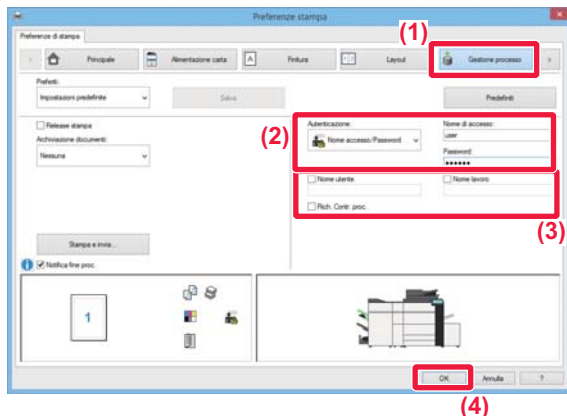 Preferenze stampa
Preferenze di stampa
(1)
Principale
Alimentazione carta
Finitura
Layout
Gestione processo
Preferiti:
Impostazioni predefinite
Salva
Predefiniti
Release stampa
Archiviazione documenti:
Nessuna
(2)
Autenticazione:
Nome accesso/Password
Nome di accesso:
user
Password:
••••••
Nome utente
Nome lavoro
Rich. Contr. proc.
(3)
Stampa e invia...
Notifica fine proc.
1
OK
Annulla
?
(4)